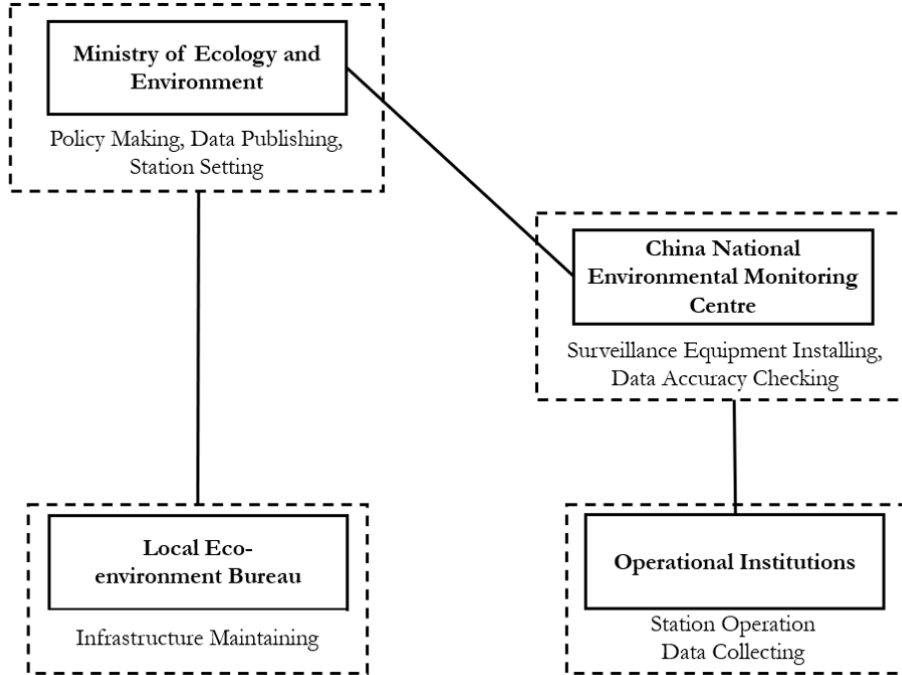 Ministry of Ecology and
Environment
Policy Making, Data Publishing,
Station Setting
China National
Environmental Monitoring
Centre
Surveillance Equipment Installing,
Data Accuracy Checking
Local Eco-
environment Bureau
Infrastructure Maintaining
Operational Institutions
Station Operation
Data Collecting